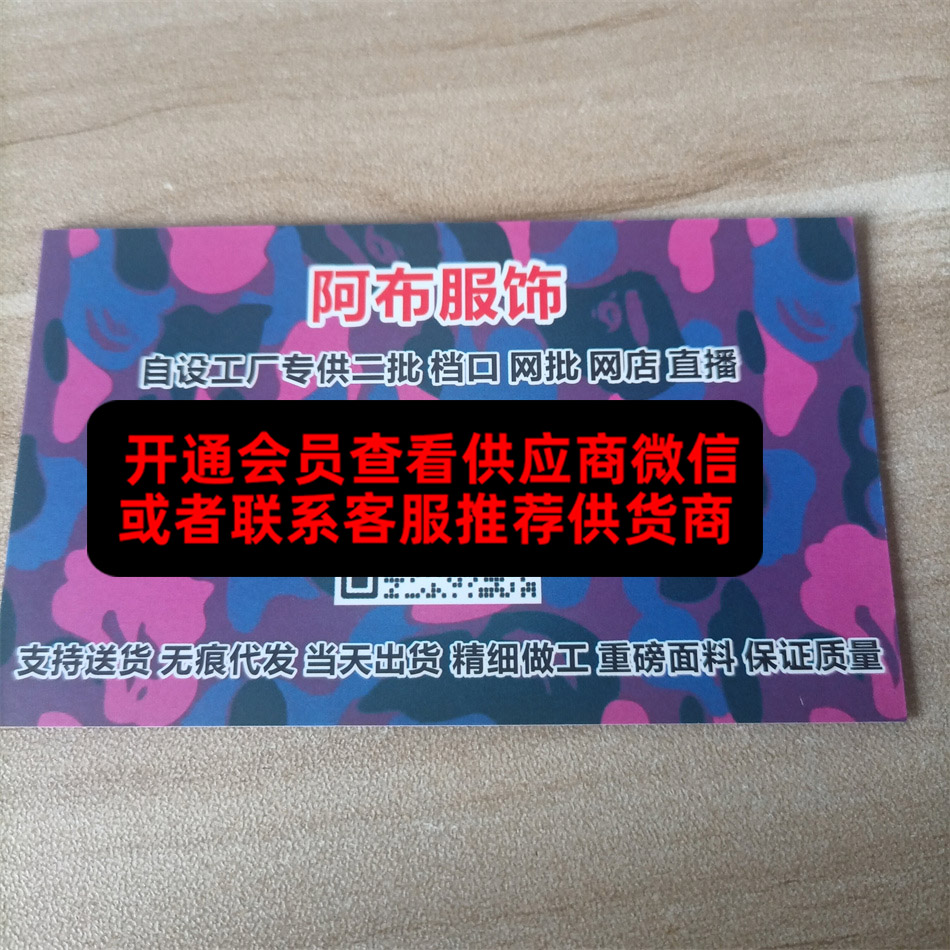 阿布服饰
自设工厂专供二批 档口 网批 网店 直播
开通会员查看供应商微信
或者联系客服推荐供货商
支持送货 无痕代发 当天出货 精细做工 重磅面料 保证质量